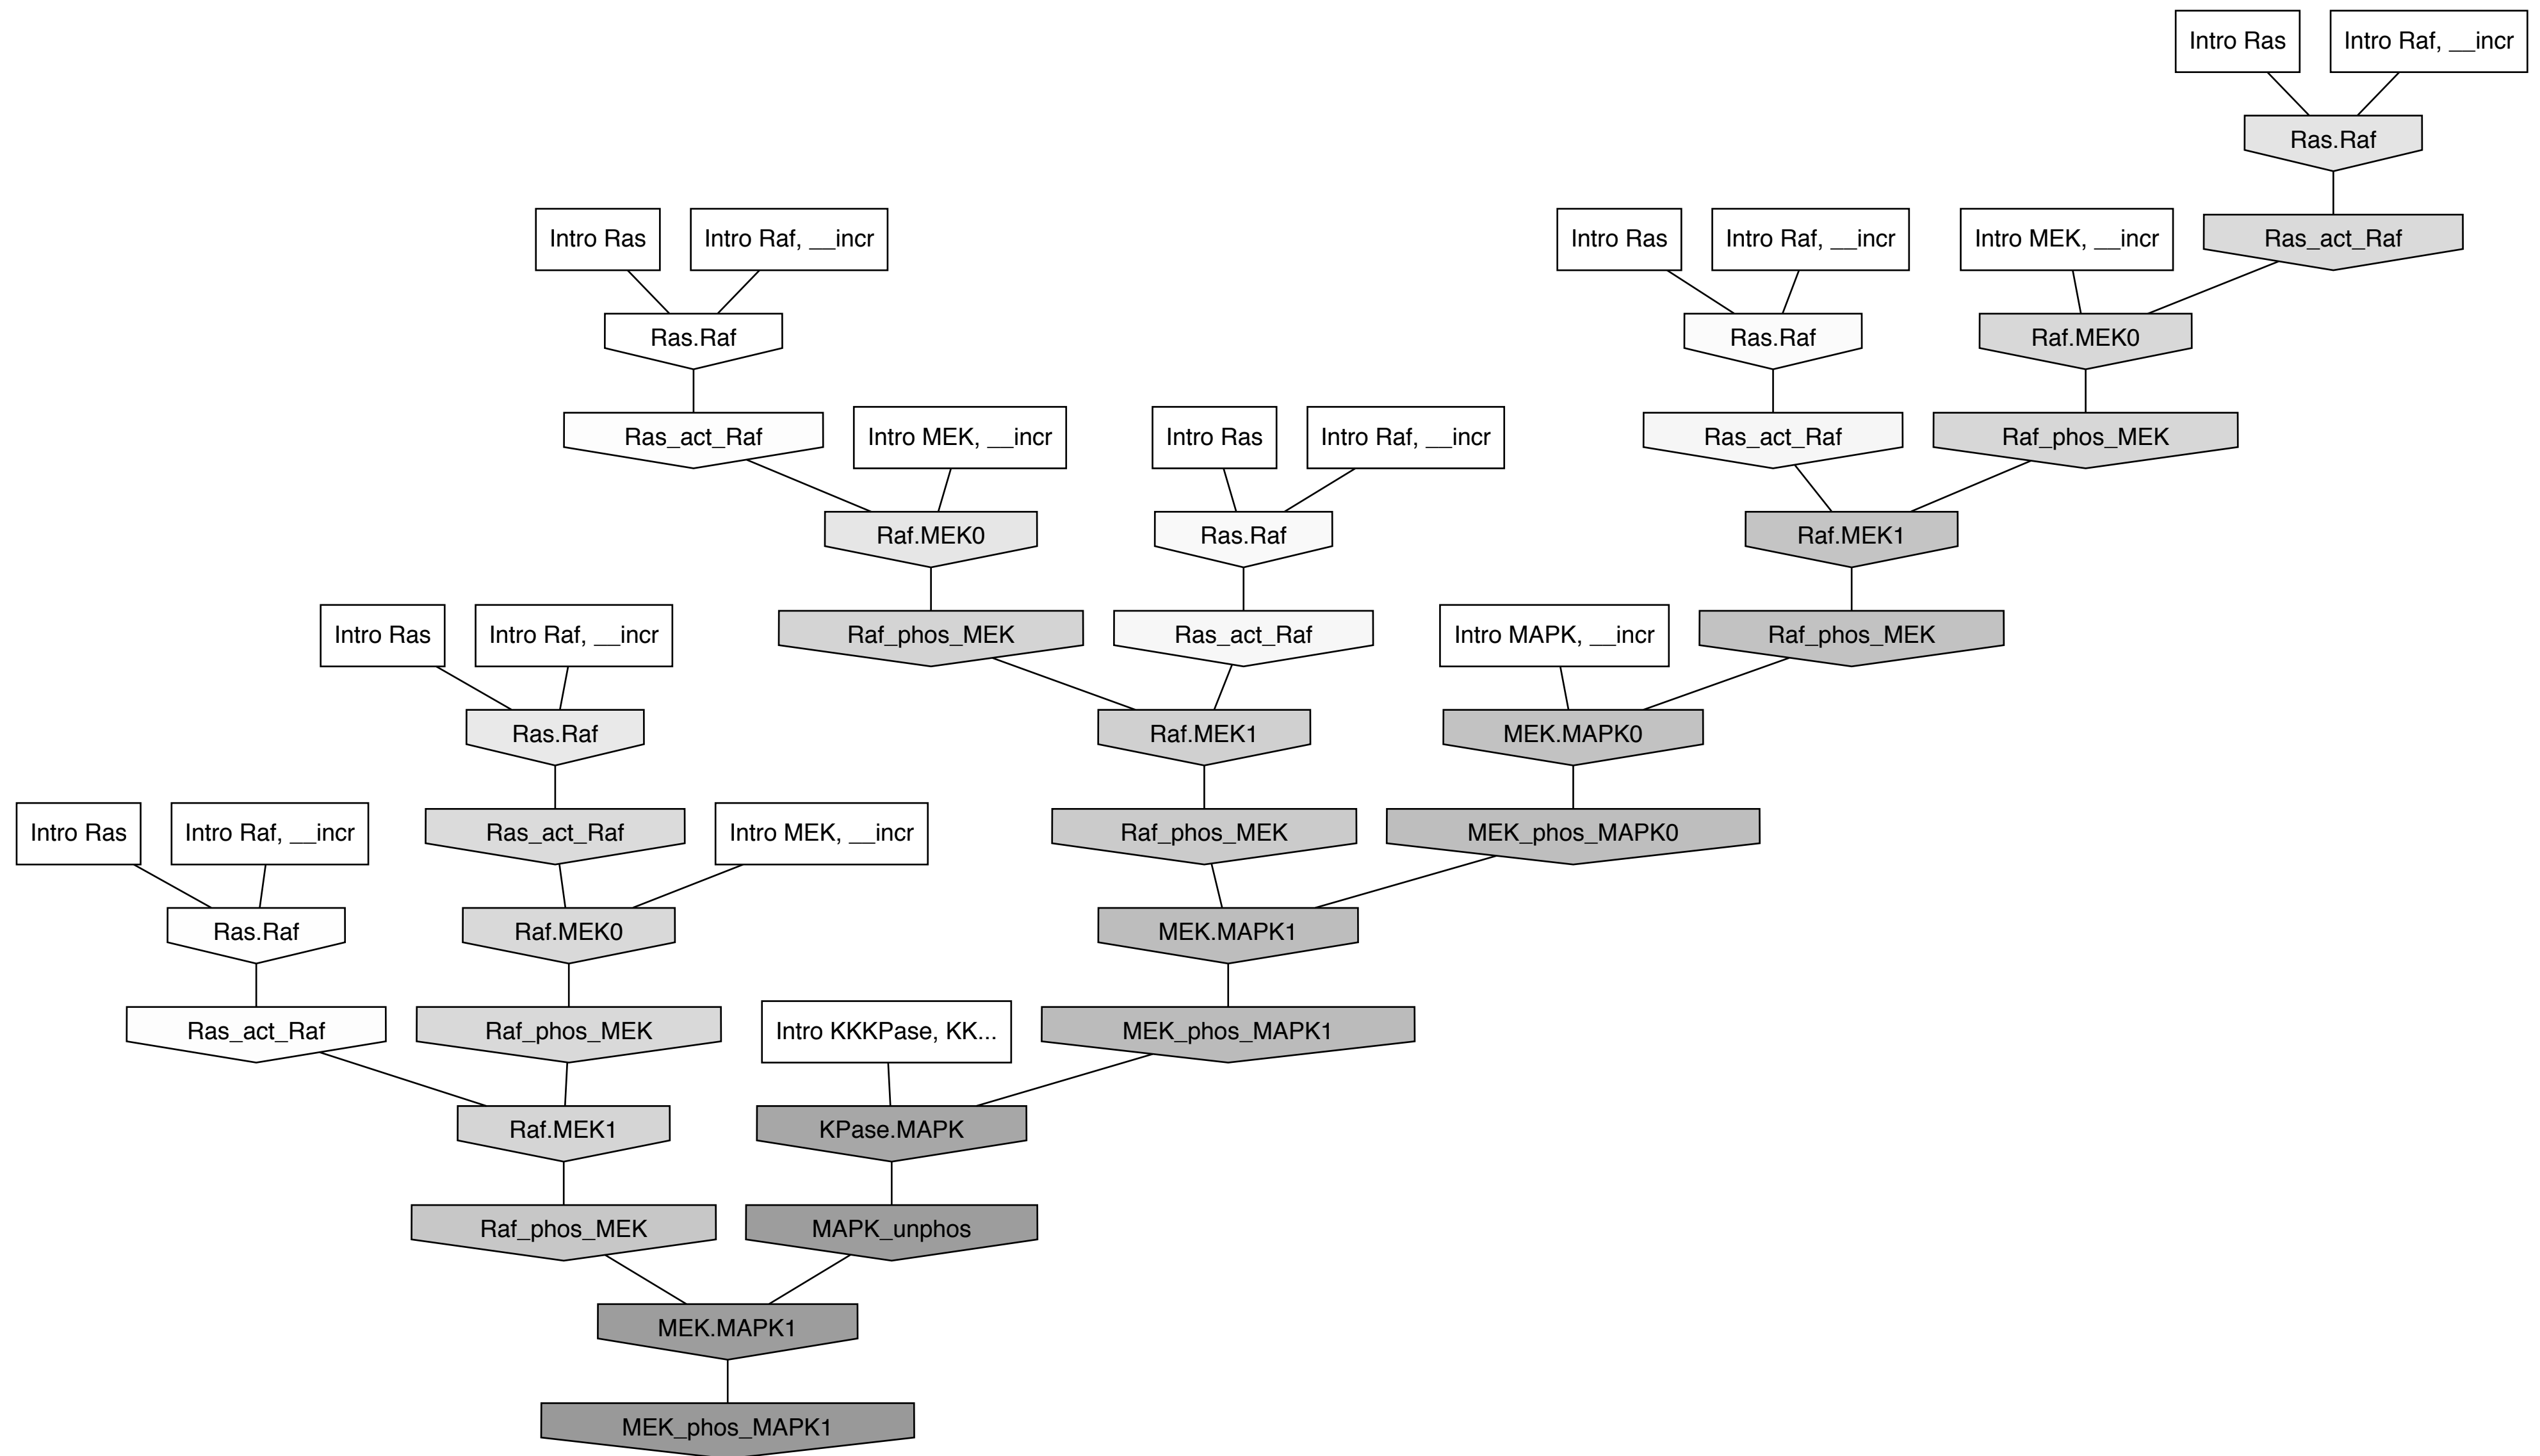 Intro Ras
Intro Raf, __incr
Ras.Raf
Intro Ras
Intro Raf, __incr
Intro Ras
Intro Raf, __incr
Intro MEK, __incr
Ras_act_Raf
Ras.Raf
Ras.Raf
Raf.MEK0
Ras_act_Raf
Intro MEK, __incr
Intro Ras
Intro Raf, __incr
Ras_act_Raf
Raf_phos_MEK
Raf.MEK0
Ras.Raf
Raf.MEK1
Intro Ras
Intro Raf, __incr
Raf_phos_MEK
Ras_act_Raf
Intro MAPK, __incr
Raf_phos_MEK
Ras.Raf
Raf.MEK1
MEK.MAPK0
Intro Ras
Intro Raf, __incr
Ras_act_Raf
Intro MEK, __incr
Raf_phos_MEK
MEK_phos_MAPK0
Ras.Raf
Raf.MEK0
MEK.MAPK1
Ras_act_Raf
Raf_phos_MEK
Intro KKKPase, KK...
MEK_phos_MAPK1
Raf.MEK1
KPase.MAPK
Raf_phos_MEK
MAPK_unphos
MEK.MAPK1
MEK_phos_MAPK1